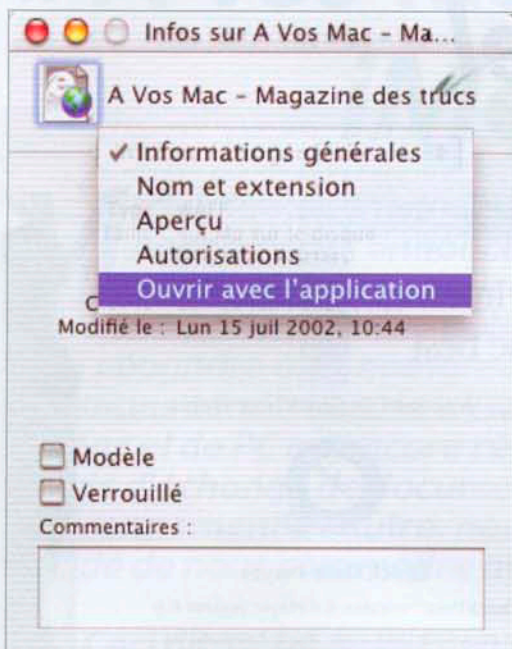 Infos sur A Vos Mac – Ma...
A Vos Mac – Magazine des trucs
✓ Informations générales
Nom et extension
Aperçu
Autorisations
Ouvrir avec l'application
C
Modifié le : Lun 15 juil 2002, 10:44
Modèle
Verrouillé
Commentaires :